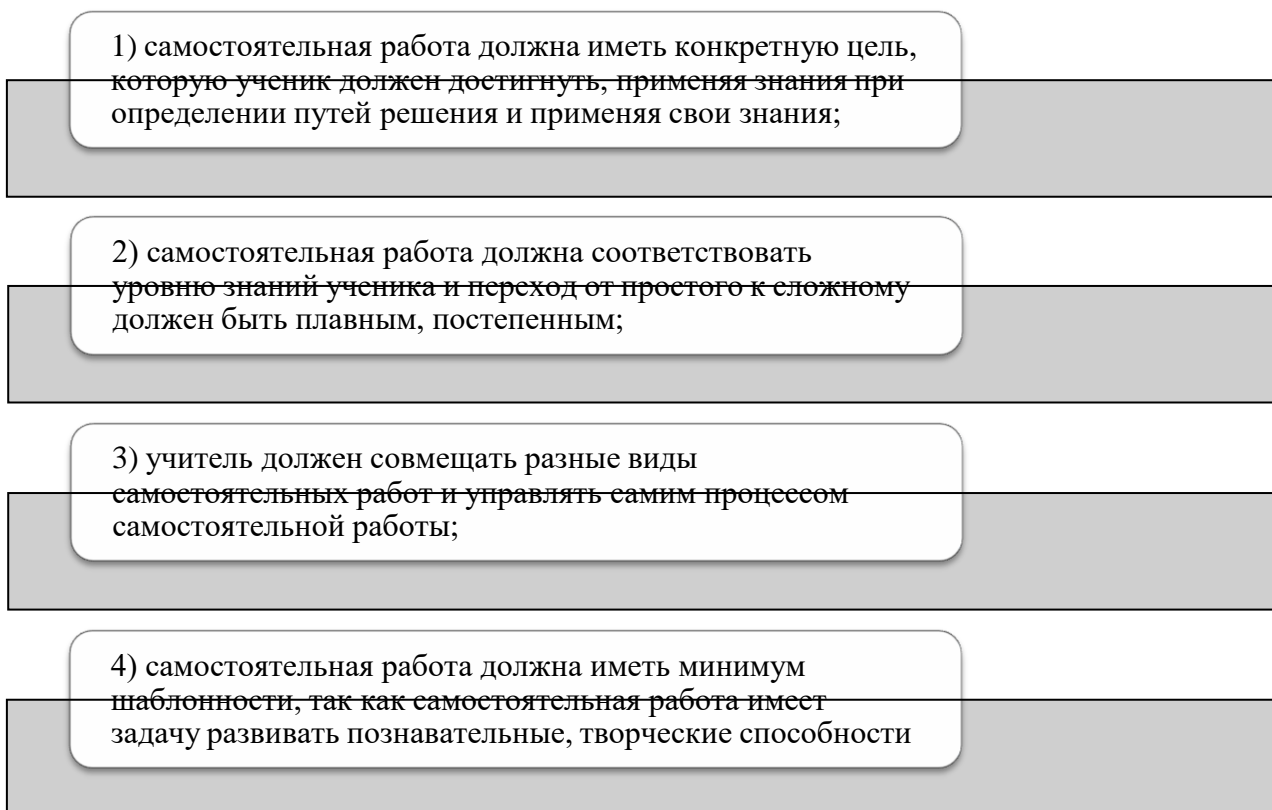 1) самостоятельная работа должна иметь конкретную цель,
которую ученик должен достигнуть, применяя знания при
определении путей решения и применяя свои знания;
2) самостоятельная работа должна соответствовать
уровню знаний ученика и переход от простого к сложному
должен быть плавным, постепенным;
3) учитель должен совмещать разные виды
самостоятельных работ и управлять самим процессом
самостоятельной работы;
4) самостоятельная работа должна иметь минимум
шаблонности, так как самостоятельная работа имеет
задачу развивать познавательные, творческие способности